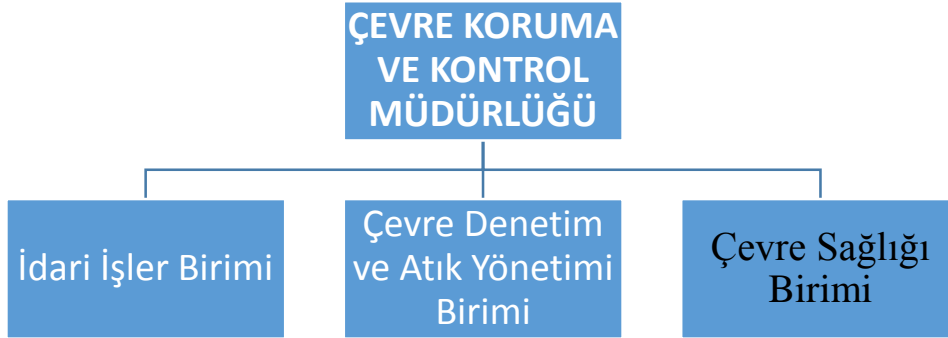 ÇEVRE KORUMA
VE KONTROL
MÜDÜRLÜĞÜ
İdari İşler Birimi
Çevre Denetim
ve Atık Yönetimi
Birimi
Çevre Sağlığı
Birimi